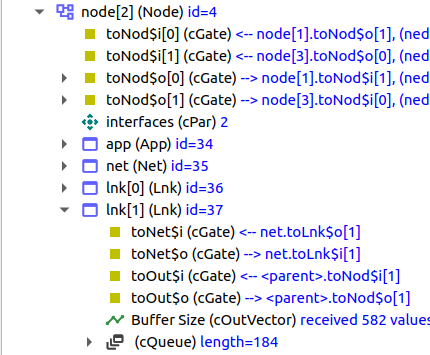 node[2] (Node) id=4
toNod$i[0] (cGate) <-- node[1].toNod$o[1], (ned
toNod$i[1] (cGate) <-- node[3].toNod$o[0], (ned
toNod$o[0] (cGate) --> node[1].toNod$i[1], (ned
toNod$o[1] (cGate) --> node[3].toNod$i[0], (ned
interfaces (cPar) 2
app (App) id=34
net (Net) id=35
lnk[0] (Lnk) id=36
lnk[1] (Lnk) id=37
toNet$i (cGate) <-- net.toLnk$o[1]
toNet$o (cGate) --> net.toLnk$i[1]
toOut$i (cGate) <-- <parent>.toNod$i[1]
toOut$o (cGate) --> <parent>.toNod$o[1]
Buffer Size (cOutVector) received 582 values
(cQueue) length=184